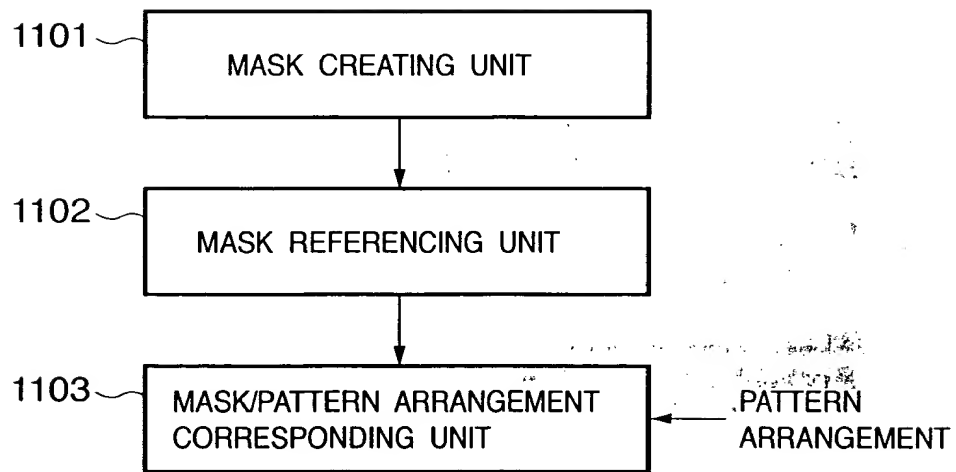 1101
MASK CREATING UNIT
1102
MASK REFERENCING UNIT
1103
MASK/PATTERN ARRANGEMENT
CORRESPONDING UNIT
PATTERN
ARRANGEMENT